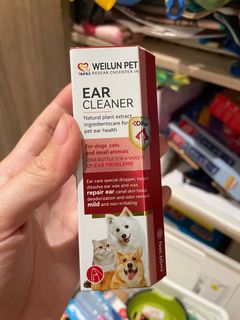 WEILUN PET
RESEAR CHCENTER IN
EAR
CLEANER
Natural plant extract
ingredientscare for
pet ear health
For dogs cats
and small animals
ONE BOTTLE FOR A VARIETY
OF EAR PROBLEMS
Ear care special dropper, help
dissolve ear wax and wax,
repair ear canal skin tissue
deodorization and odor removal
mild and non-irritating